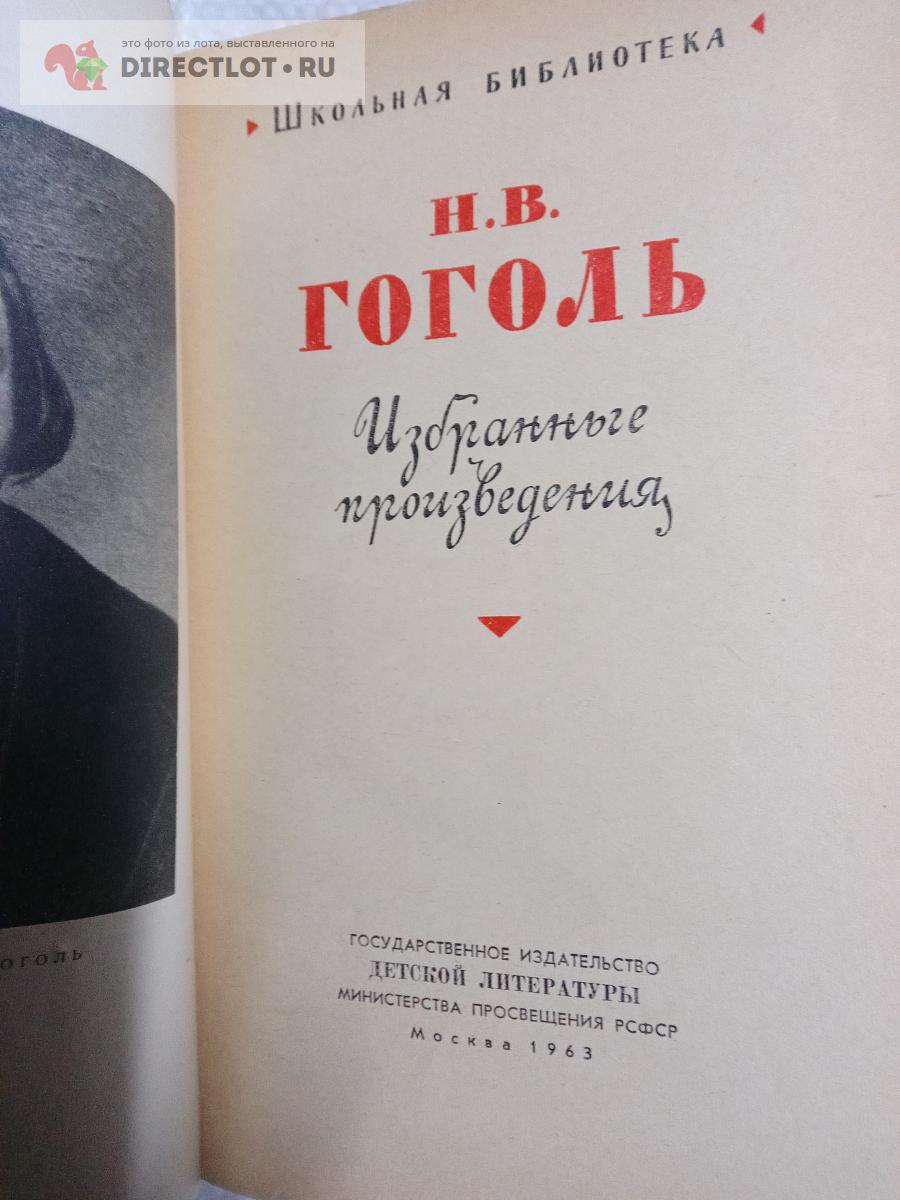 это фото из лота, выставленного на
DIRECTLOT.RU
Школьная библиотека
Н.В.
ГОГОЛЬ
Избранные
произведения
ГОСУДАРСТВЕННОЕ ИЗДАТЕЛЬСТВО
ДЕТСКОЙ ЛИТЕРАТУРЫ
МИНИСТЕРСТВА ПРОСВЕЩЕНИЯ РСФСР
Москва 1963
оголь